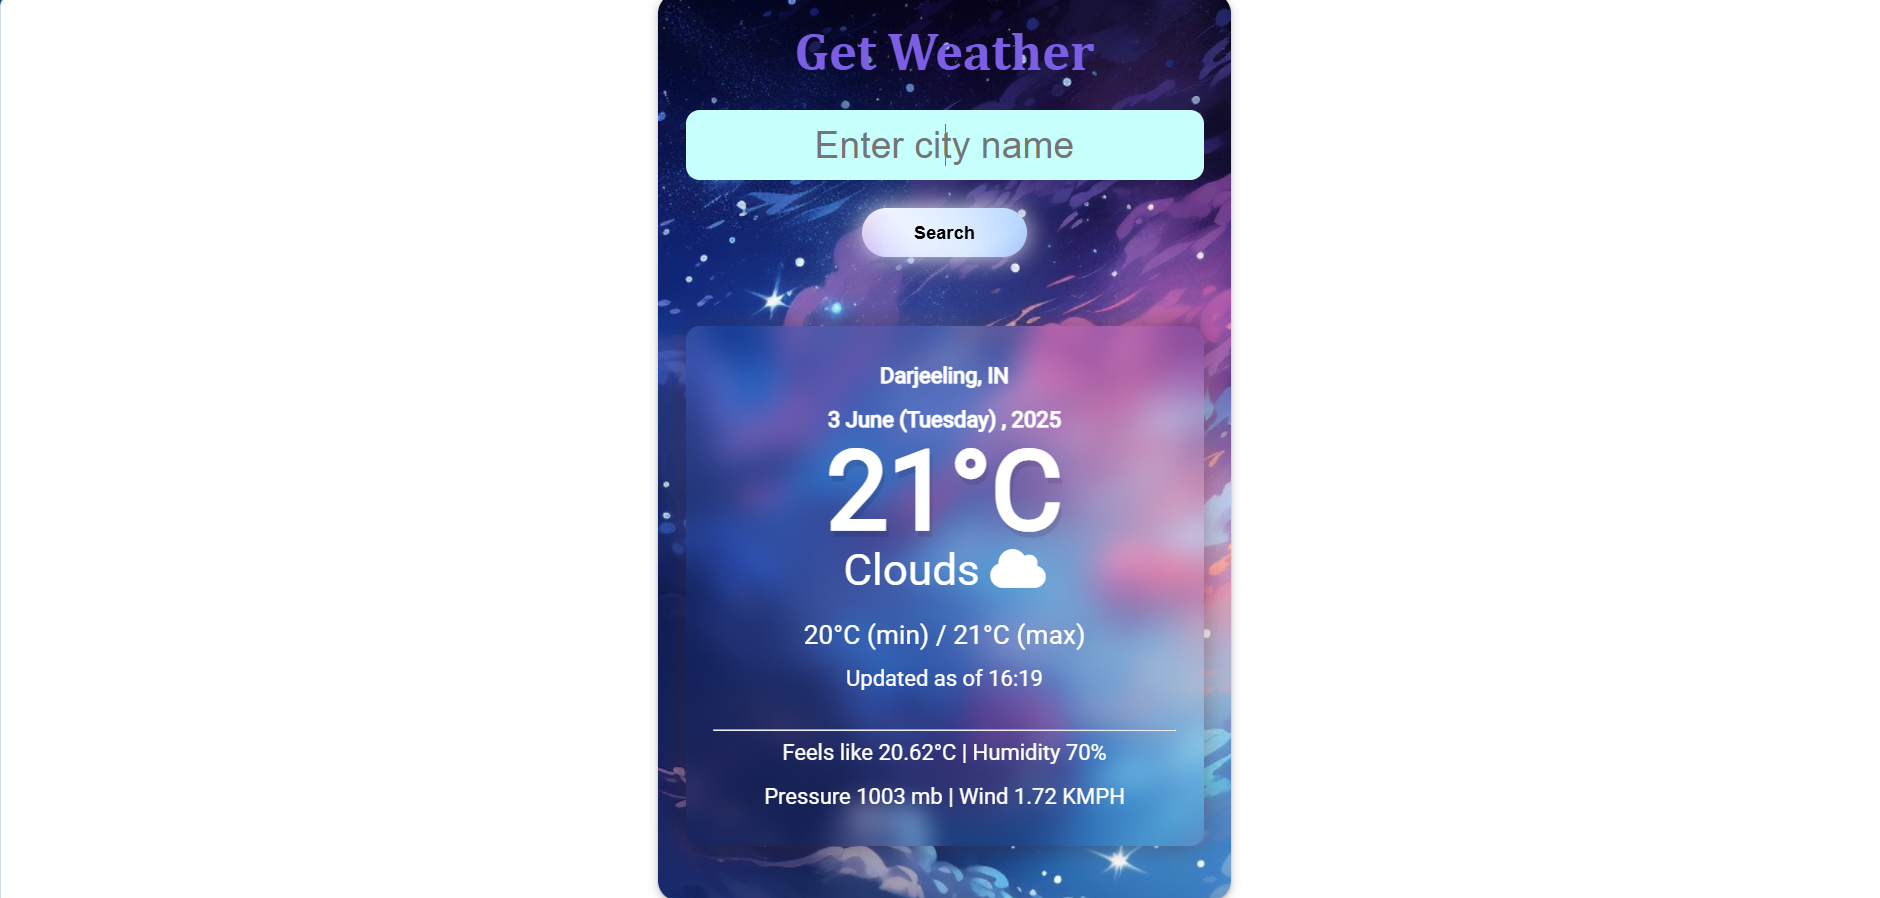 Get Weather
Enter city name
Search
Darjeeling, IN
3 June (Tuesday) , 2025
21°C
Clouds
20°C (min) / 21°C (max)
Updated as of 16:19
Feels like 20.62°C | Humidity 70%
Pressure 1003 mb | Wind 1.72 KMPH